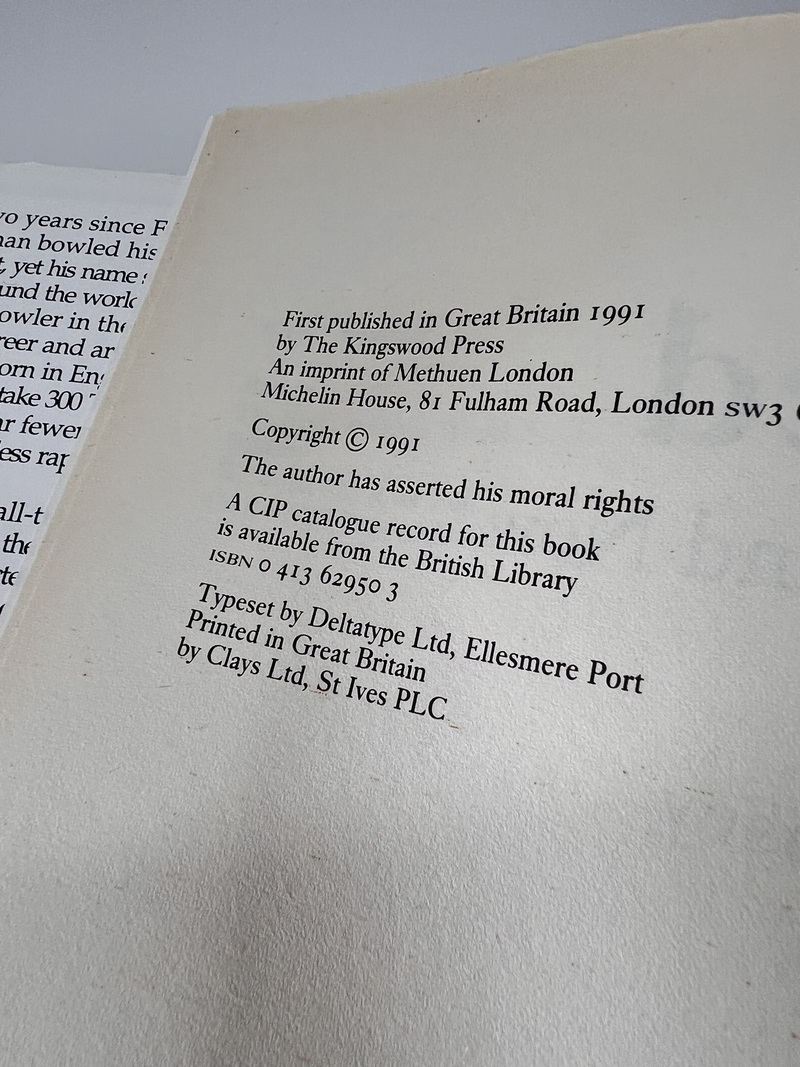 years since
bowled his
yet his name
the
in the
and
in
take 300
fewer
all-t
the
First published in Great Britain 1991
by The Kingswood Press
An imprint of Methuen London
Michelin House, 81 Fulham Road, London SW3
Copyright © 1991
The author has asserted his moral rights
A CIP catalogue record for this book
is available from the British Library
ISBN 0 413 62950 3
Typeset by Deltatype Ltd, Ellesmere Port
Printed in Great Britain
by Clays Ltd, St Ives PLC